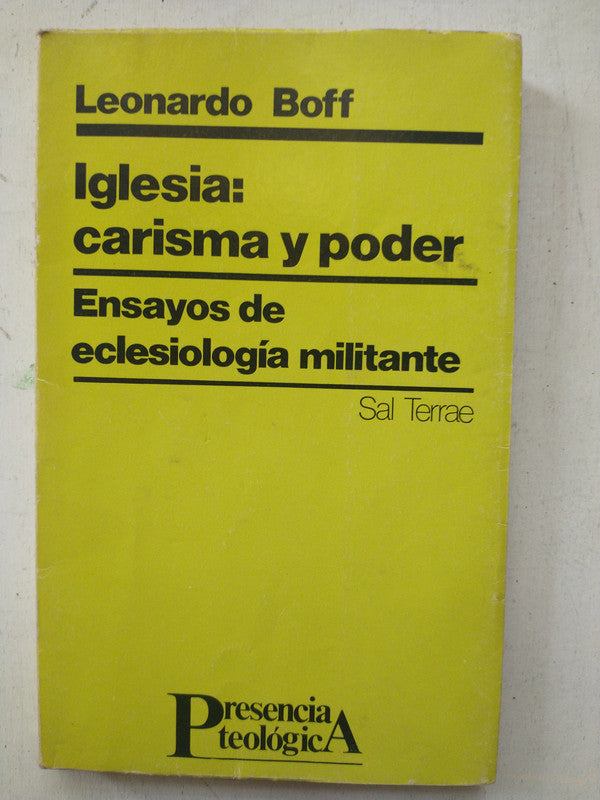 Leonardo Boff
Iglesia:
carisma y poder
Ensayos de
eclesiología militante
Sal Terrae
Presencia
teológicA